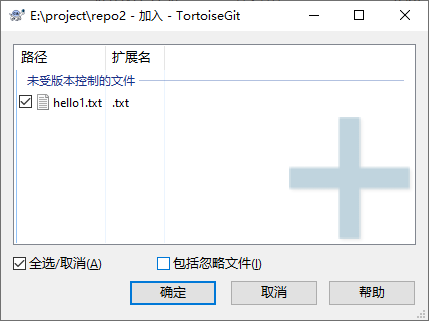 E:\project\repo2 - 加入 - TortoiseGit
路径 扩展名
未受版本控制的文件
hello1.txt .txt
全选/取消(A) 包括忽略文件(I)
确定 取消 帮助